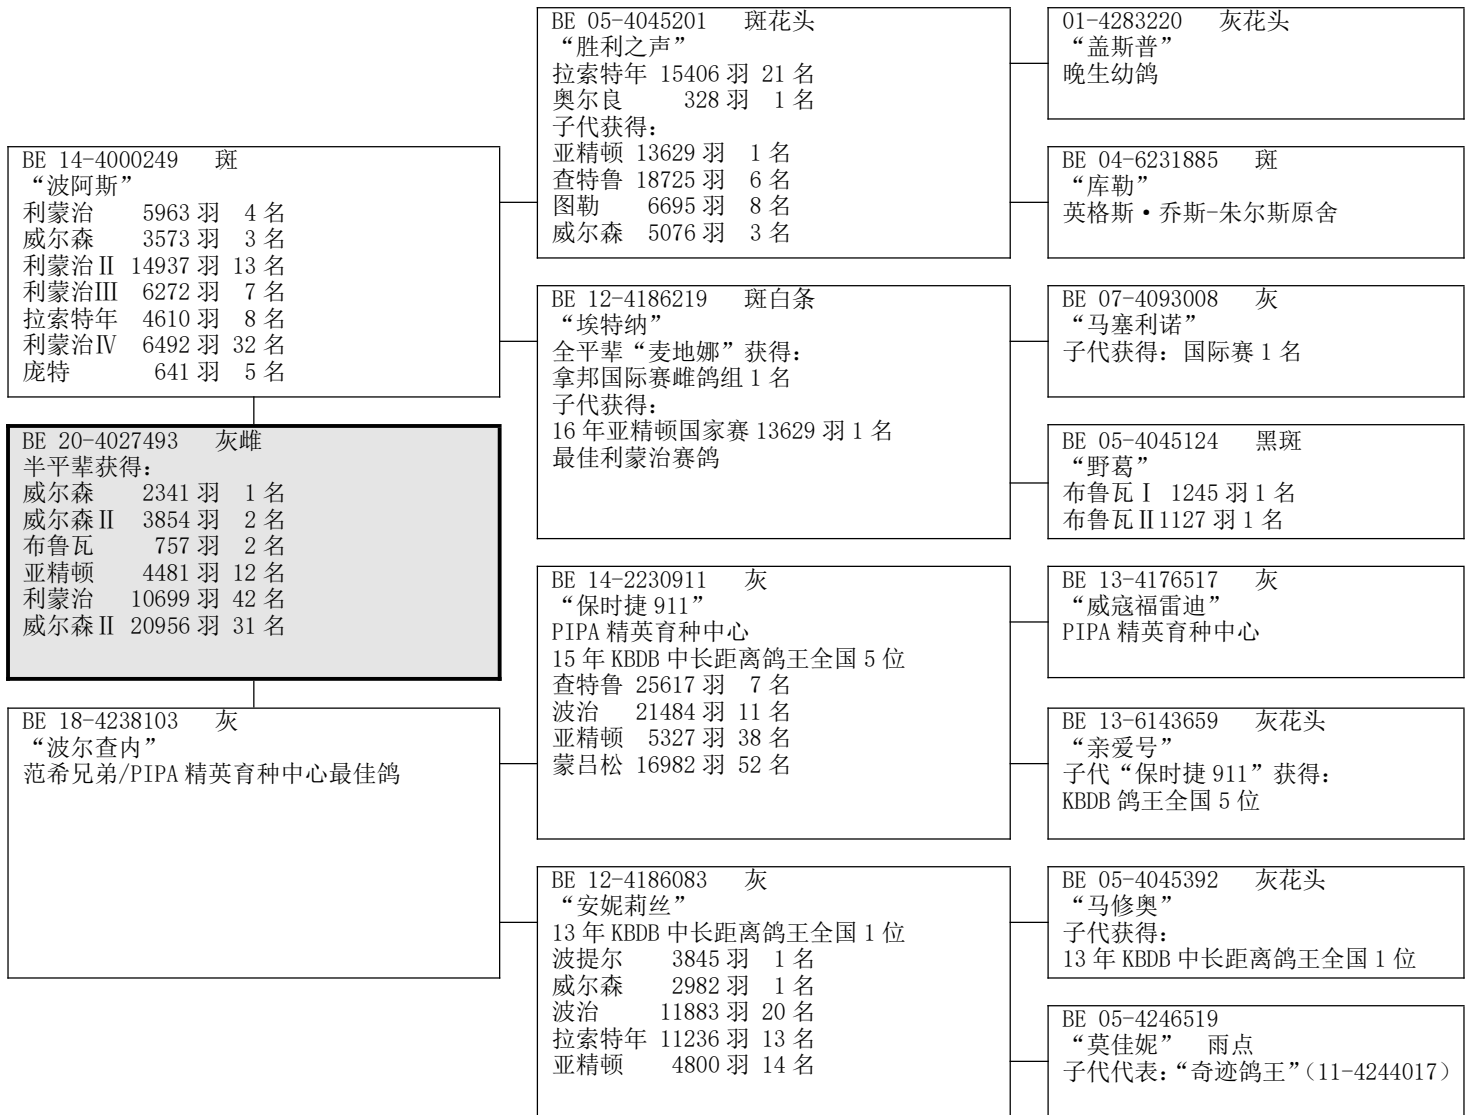 BE 14-4000249 斑
“波阿斯”
利蒙治 5963 羽 4 名
威尔森 3573 羽 3 名
利蒙治Ⅱ 14937 羽 13 名
利蒙治Ⅲ 6272 羽 7 名
拉索特年 4610 羽 8 名
利蒙治Ⅳ 6492 羽 32 名
庞特 641 羽 5 名
BE 20-4027493 灰雌
半平辈获得：
威尔森 2341 羽 1 名
威尔森Ⅱ 3854 羽 2 名
布鲁瓦 757 羽 2 名
亚精顿 4481 羽 12 名
利蒙治 10699 羽 42 名
威尔森Ⅱ 20956 羽 31 名
BE 18-4238103 灰
“波尔查内”
范希兄弟/PIPA 精英育种中心最佳鸽
BE 05-4045201 斑花头
“胜利之声”
拉索特年 15406 羽 21 名
奥尔良 328 羽 1 名
子代获得：
亚精顿 13629 羽 1 名
查特鲁 18725 羽 6 名
图勒 6695 羽 8 名
威尔森 5076 羽 3 名
BE 12-4186219 斑白条
“埃特纳”
全平辈“麦地娜”获得：
拿邦国际赛雌鸽组 1 名
子代获得：
16 年亚精顿国家赛 13629 羽 1 名
最佳利蒙治赛鸽
BE 14-2230911 灰
“保时捷 911”
PIPA 精英育种中心
15 年 KBDB 中长距离鸽王全国 5 位
查特鲁 25617 羽 7 名
波治 21484 羽 11 名
亚精顿 5327 羽 38 名
蒙吕松 16982 羽 52 名
BE 12-4186083 灰
“安妮莉丝”
13 年 KBDB 中长距离鸽王全国 1 位
波提尔 3845 羽 1 名
威尔森 2982 羽 1 名
波治 11883 羽 20 名
拉索特年 11236 羽 13 名
亚精顿 4800 羽 14 名
01-4283220 灰花头
“盖斯普”
晚生幼鸽
BE 04-6231885 斑
“库勒”
英格斯·乔斯-朱尔斯原舍
BE 07-4093008 灰
“马塞利诺”
子代获得：国际赛 1 名
BE 05-4045124 黑斑
“野葛”
布鲁瓦Ⅰ 1245 羽 1 名
布鲁瓦Ⅱ1127 羽 1 名
BE 13-4176517 灰
“威寇福雷迪”
PIPA 精英育种中心
BE 13-6143659 灰花头
“亲爱号”
子代“保时捷 911”获得：
KBDB 鸽王全国 5 位
BE 05-4045392 灰花头
“马修奥”
子代获得：
13 年 KBDB 中长距离鸽王全国 1 位
BE 05-4246519
“莫佳妮” 雨点
子代代表：“奇迹鸽王”（11-4244017）